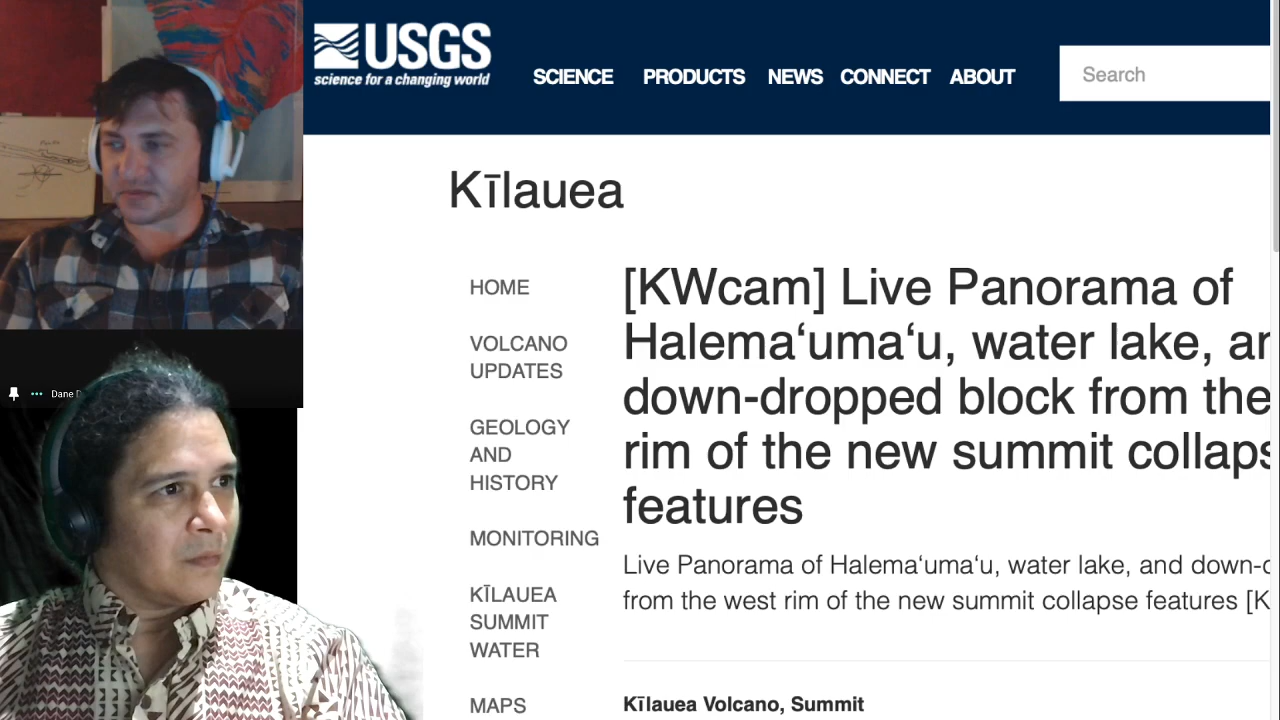 USGS
science for a changing world
SCIENCE PRODUCTS NEWS CONNECT ABOUT
Search
Kīlauea
HOME
VOLCANO
UPDATES
GEOLOGY
AND
HISTORY
MONITORING
KĪLAUEA
SUMMIT
WATER
MAPS
[KWcam] Live Panorama of
Halemaʻumaʻu, water lake, an
down-dropped block from the
rim of the new summit collaps
features
Live Panorama of Halemaʻumaʻu, water lake, and down-d
from the west rim of the new summit collapse features [K
Kīlauea Volcano, Summit
Dane